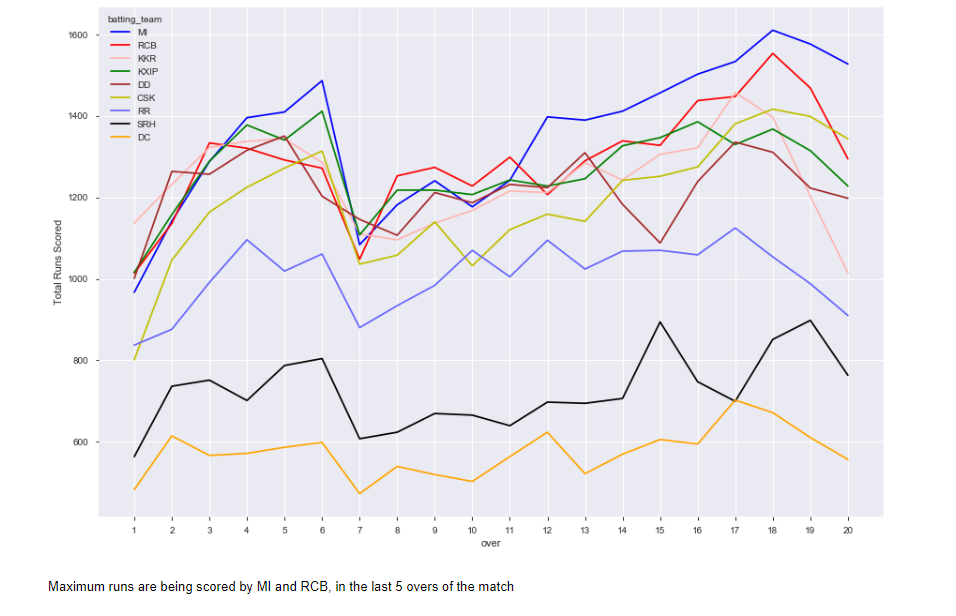 batting_team
MI
RCB
KKR
KXIP
DD
CSK
RR
SRH
DC
1600
1400
1200
1000
800
600
Total Runs Scored
1 2 3 4 5 6 7 8 9 10 11 12 13 14 15 16 17 18 19 20
over
Maximum runs are being scored by MI and RCB, in the last 5 overs of the match